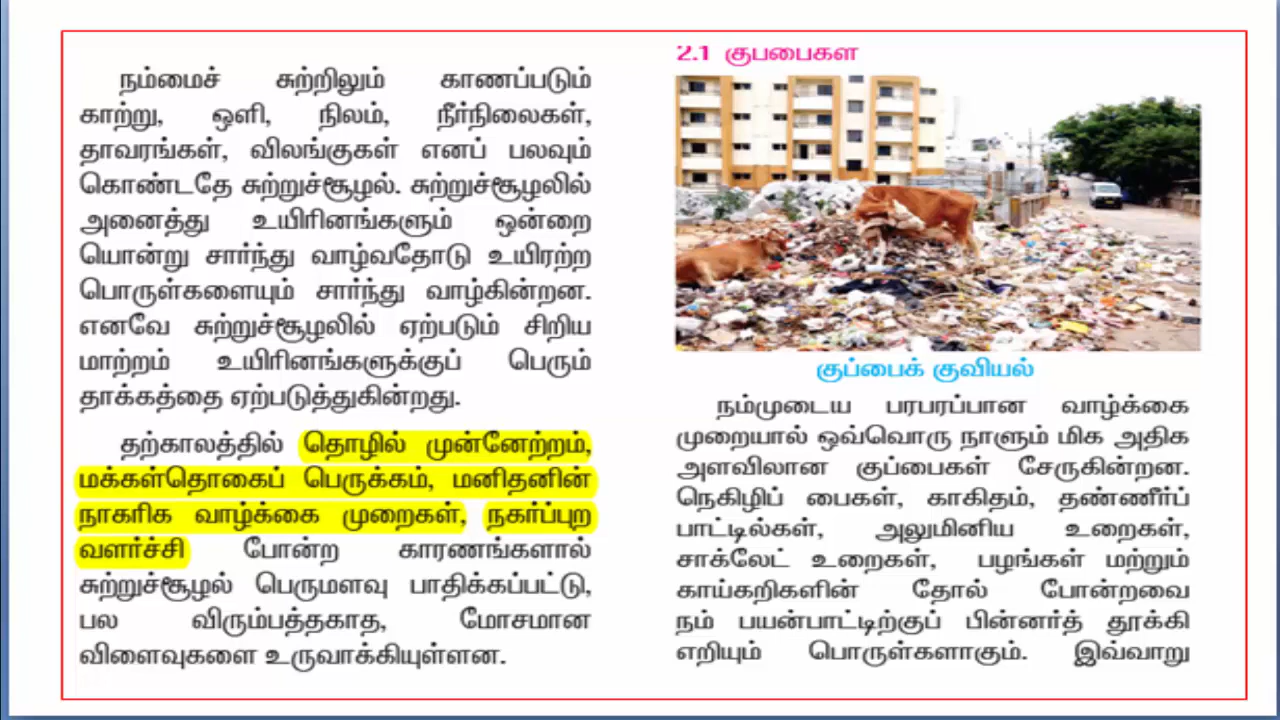 நம்மைச் சுற்றிலும் காணப்படும்
காற்று, ஒளி, நிலம், நீர்நிலைகள்,
தாவரங்கள், விலங்குகள் எனப் பலவும்
கொண்டதே சுற்றுச்சூழல். சுற்றுச்சூழலில்
அனைத்து உயிரினங்களும் ஒன்றை
யொன்று சார்ந்து வாழ்வதோடு உயிரற்ற
பொருள்களையும் சார்ந்து வாழ்கின்றன.
எனவே சுற்றுச்சூழலில் ஏற்படும் சிறிய
மாற்றம் உயிரினங்களுக்குப் பெரும்
தாக்கத்தை ஏற்படுத்துகின்றது.
தற்காலத்தில் தொழில் முன்னேற்றம்,
மக்கள்தொகைப் பெருக்கம், மனிதனின்
நாகரிக வாழ்க்கை முறைகள், நகர்ப்புற
வளர்ச்சி போன்ற காரணங்களால்
சுற்றுச்சூழல் பெருமளவு பாதிக்கப்பட்டு,
பல விரும்பத்தகாத, மோசமான
விளைவுகளை உருவாக்கியுள்ளன.
2.1 குப்பைகள்
குப்பைக் குவியல்
நம்முடைய பரபரப்பான வாழ்க்கை
முறையால் ஒவ்வொரு நாளும் மிக அதிக
அளவிலான குப்பைகள் சேருகின்றன.
நெகிழிப் பைகள், காகிதம், தண்ணீர்ப்
பாட்டில்கள், அலுமினிய உறைகள்,
சாக்லேட் உறைகள், பழங்கள் மற்றும்
காய்கறிகளின் தோல் போன்றவை
நம் பயன்பாட்டிற்குப் பின்னர்த் தூக்கி
எறியும் பொருள்களாகும். இவ்வாறு